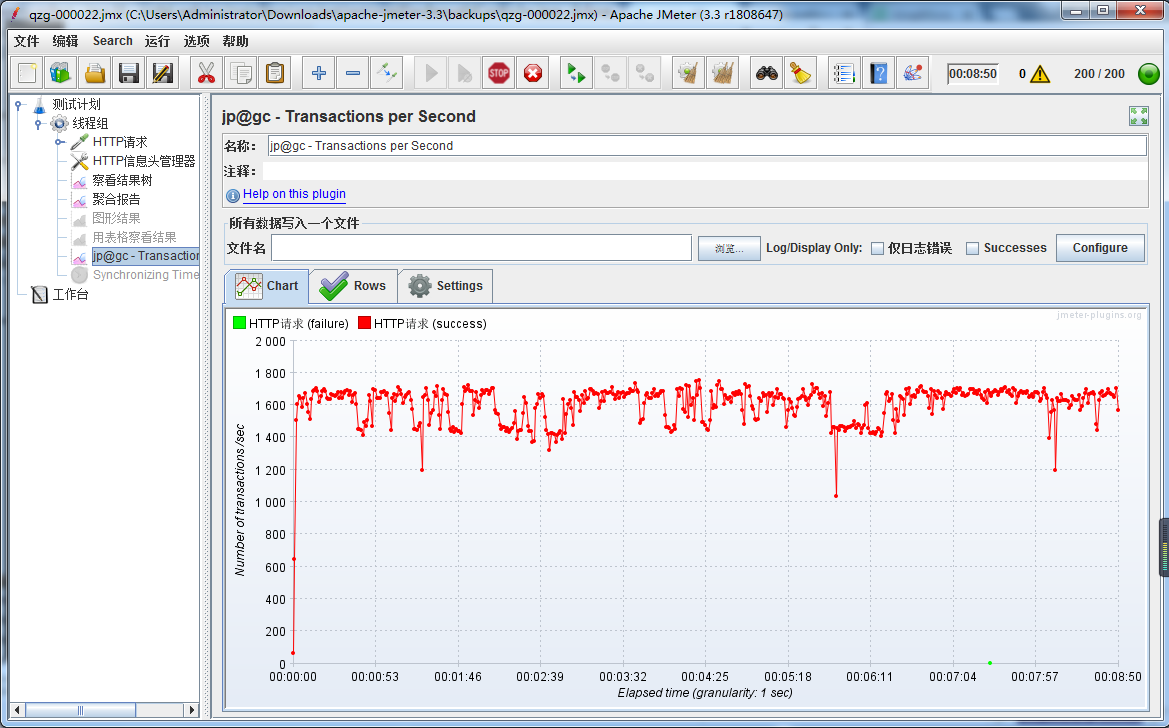 qzg-000022.jmx (C:\Users\Administrator\Downloads\apache-jmeter-3.3\backups\qzg-000022.jmx) - Apache JMeter (3.3 r1808647)
文件 编辑 Search 运行 选项 帮助
STOP 00:08:50 0 200 / 200
测试计划
线程组
HTTP请求
HTTP信息头管理器
察看结果树
聚合报告
图形结果
用表格察看结果
jp@gc - Transaction
Synchronizing Time
工作台
jp@gc - Transactions per Second
名称: jp@gc - Transactions per Second
注释:
Help on this plugin
所有数据写入一个文件
文件名 浏览... Log/Display Only: 仅日志错误 Successes Configure
Chart Rows Settings
jmeter-plugins.org
HTTP请求 (failure) HTTP请求 (success)
2 000
1 800
1 600
1 400
1 200
1 000
800
600
400
200
0
Number of transactions /sec
00:00:00 00:00:53 00:01:46 00:02:39 00:03:32 00:04:25 00:05:18 00:06:11 00:07:04 00:07:57 00:08:50
Elapsed time (granularity: 1 sec)